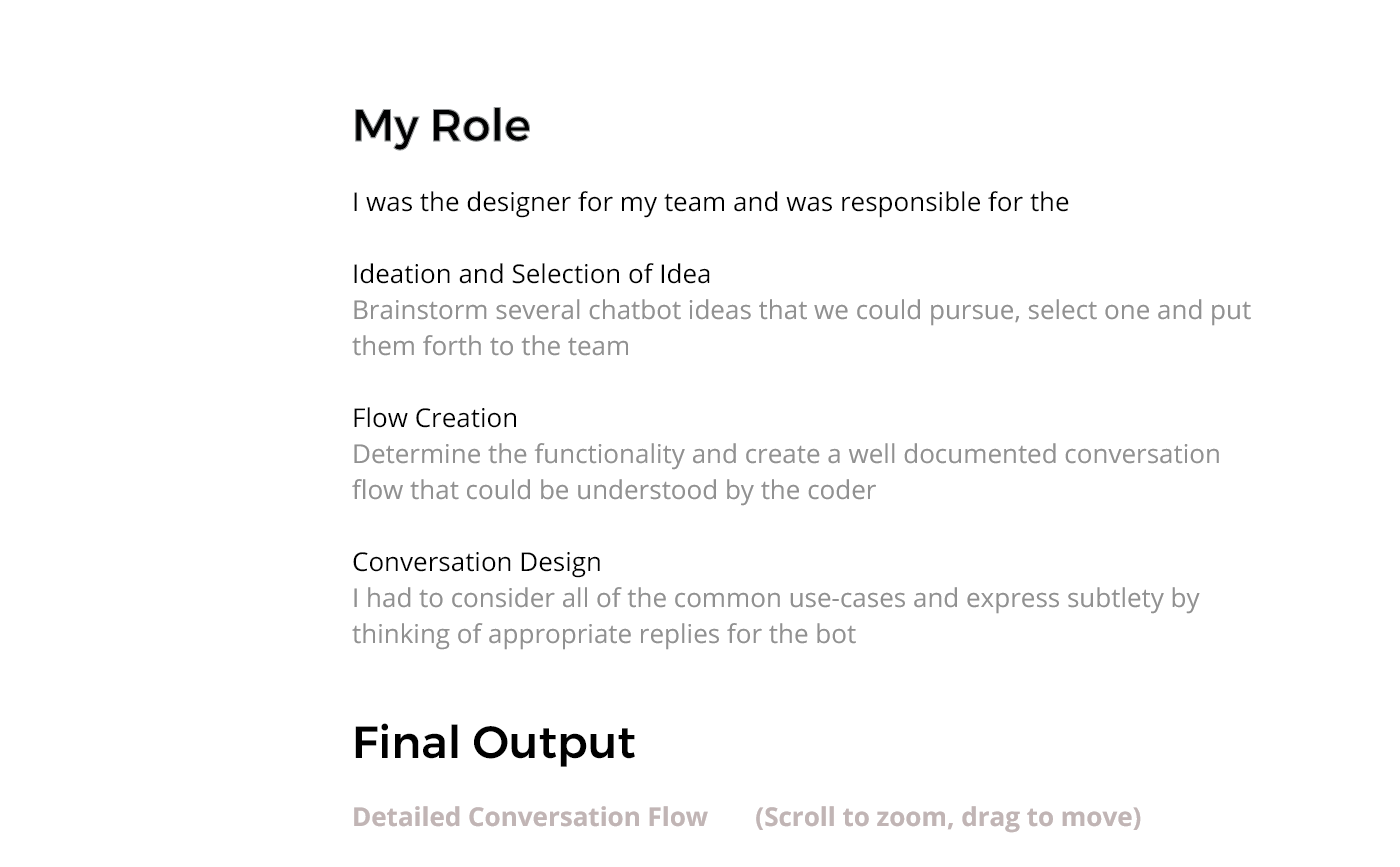 My Role
I was the designer for my team and was responsible for the
Ideation and Selection of Idea
Brainstorm several chatbot ideas that we could pursue, select one and put
them forth to the team
Flow Creation
Determine the functionality and create a well documented conversation
flow that could be understood by the coder
Conversation Design
I had to consider all of the common use-cases and express subtlety by
thinking of appropriate replies for the bot
Final Output
Detailed Conversation Flow (Scroll to zoom, drag to move)